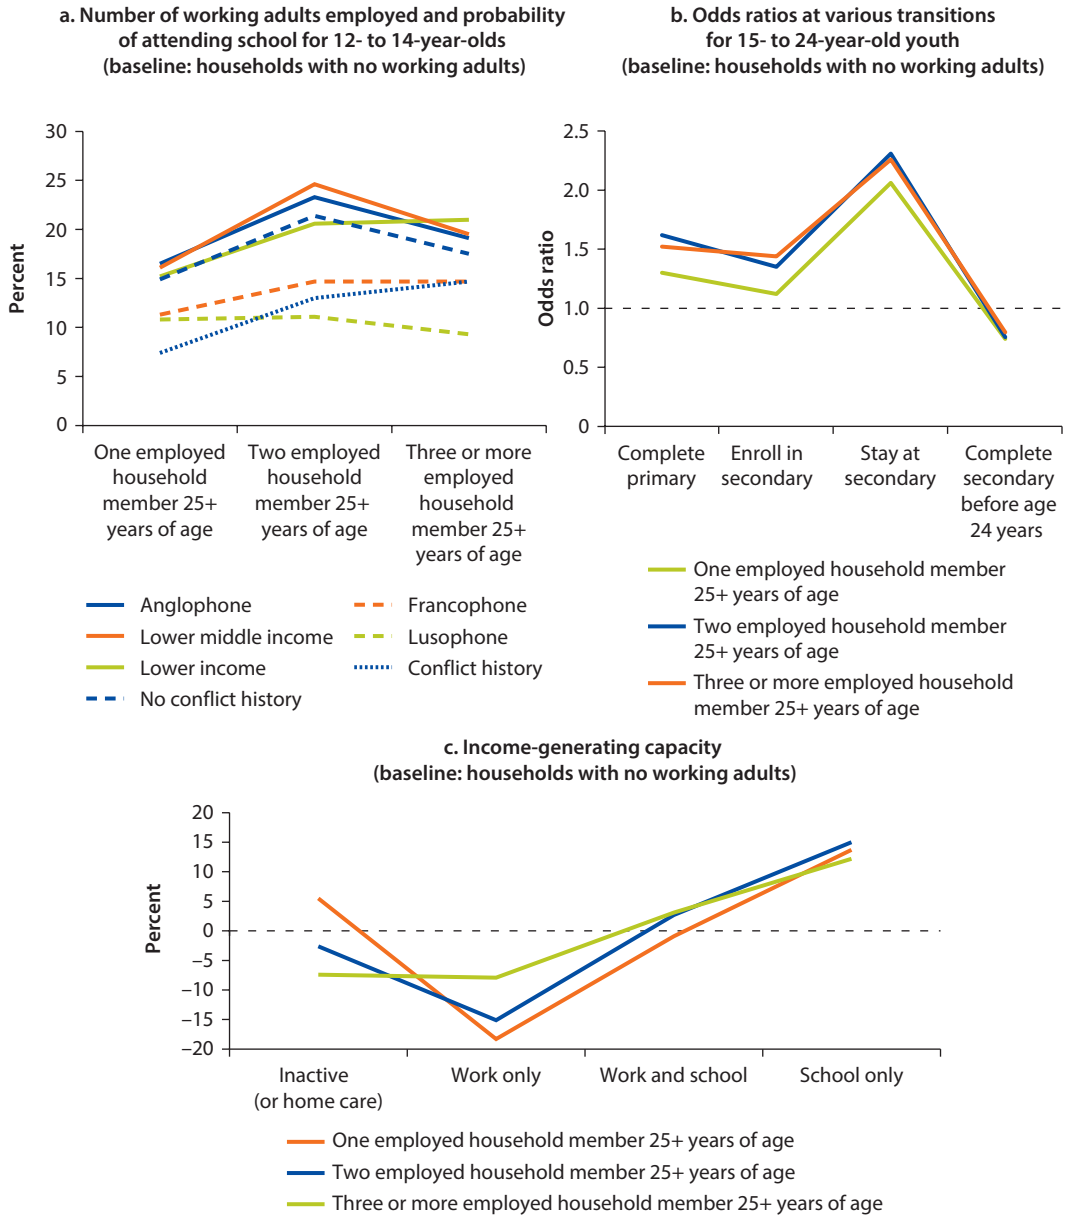 a. Number of working adults employed and probability
of attending school for 12- to 14-year-olds
(baseline: households with no working adults)
30
25
20
15
10
5
0
Percent
One employed
household
member 25+
years of age
Two employed
household
member 25+
years of age
Three or more
employed
household
member 25+
years of age
Anglophone
Lower middle income
Lower income
No conflict history
Francophone
Lusophone
Conflict history
b. Odds ratios at various transitions
for 15- to 24-year-old youth
(baseline: households with no working adults)
2.5
2.0
1.5
1.0
0.5
0
Odds ratio
Complete
primary
Enroll in
secondary
Stay at
secondary
Complete
secondary
before age
24 years
One employed household member
25+ years of age
Two employed household member
25+ years of age
Three or more employed household
member 25+ years of age
c. Income-generating capacity
(baseline: households with no working adults)
20
15
10
5
0
−5
−10
−15
−20
Percent
Inactive
(or home care)
Work only
Work and school
School only
One employed household member 25+ years of age
Two employed household member 25+ years of age
Three or more employed household member 25+ years of age